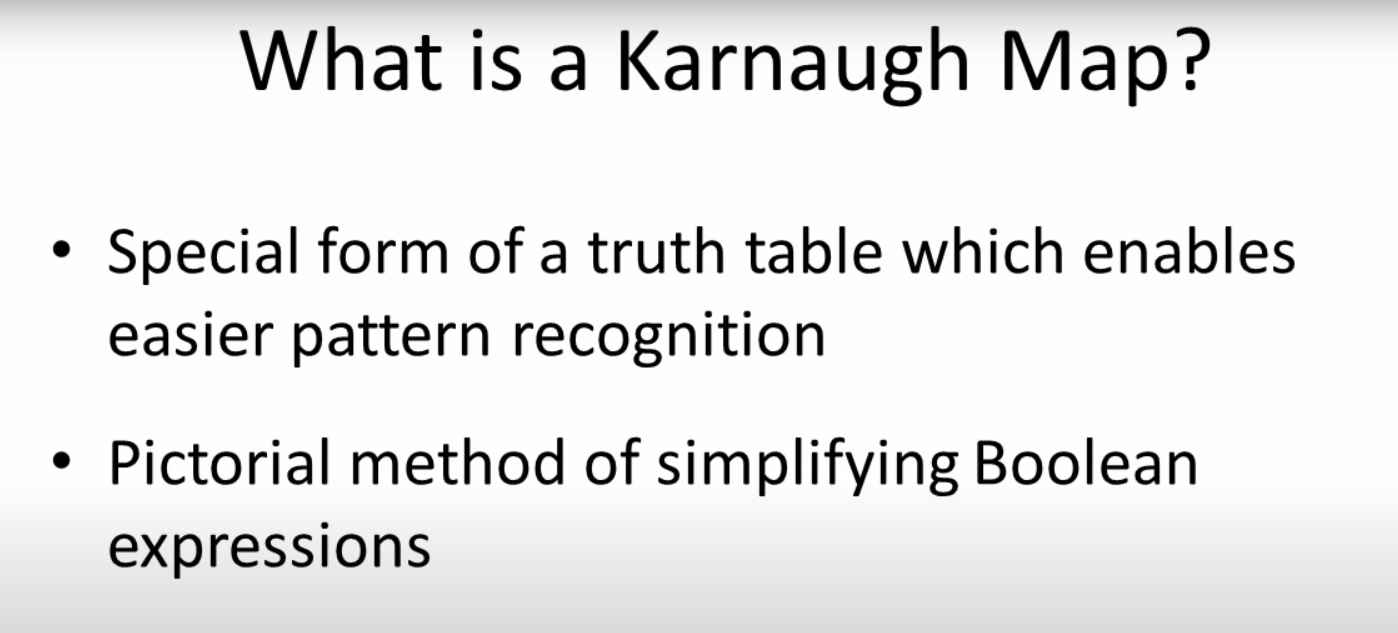 What is a Karnaugh Map?
• Special form of a truth table which enables
easier pattern recognition
• Pictorial method of simplifying Boolean
expressions